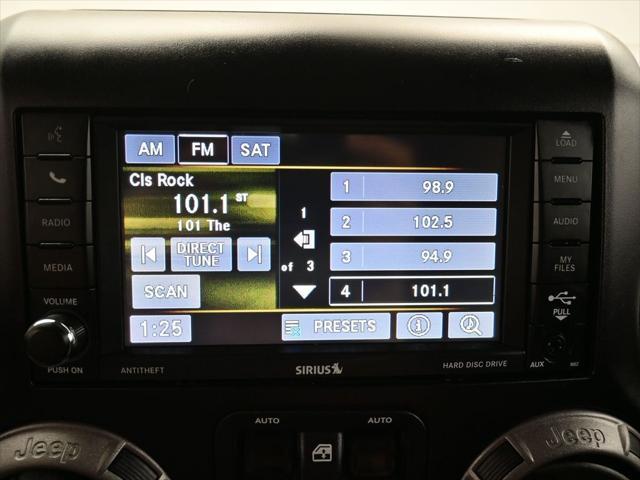 AM FM SAT
LOAD
Cls Rock
1 98.9
MENU
101.1 ST
2 102.5
RADIO
101 The
1
AUDIO
DIRECT TUNE
3 94.9
MEDIA
of 3
MY FILES
SCAN
4 101.1
VOLUME
PULL
1:25
PRESETS
PUSH ON
ANTITHEFT
SIRIUS
HARD DISC DRIVE
AUX
AUTO
AUTO
Jeep
Jeep